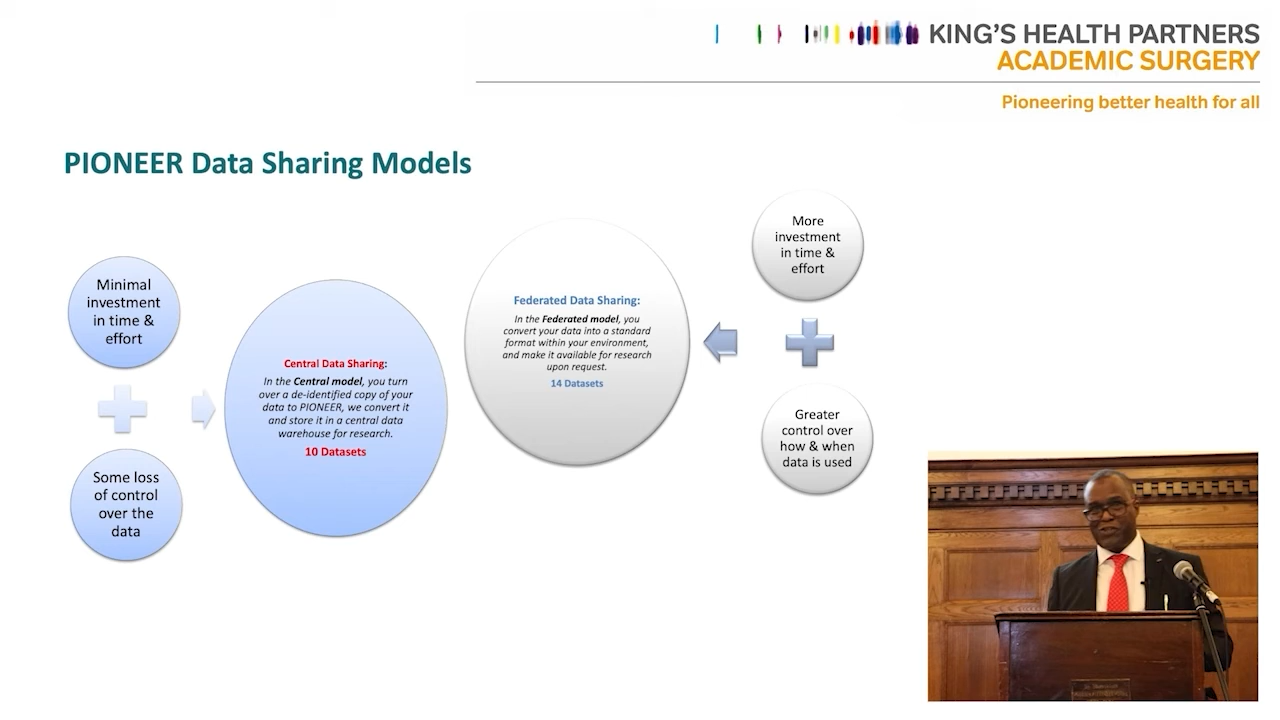 KING'S HEALTH PARTNERS
ACADEMIC SURGERY
Pioneering better health for all
PIONEER Data Sharing Models
Minimal
investment
in time &
effort
Some loss
of control
over the
data
Central Data Sharing:
In the Central model, you turn
over a de-identified copy of your
data to PIONEER, we convert it
and store it in a central data
warehouse for research.
10 Datasets
Federated Data Sharing:
In the Federated model, you
convert your data into a standard
format within your environment,
and make it available for research
upon request.
14 Datasets
More
investment
in time &
effort
Greater
control over
how & when
data is used